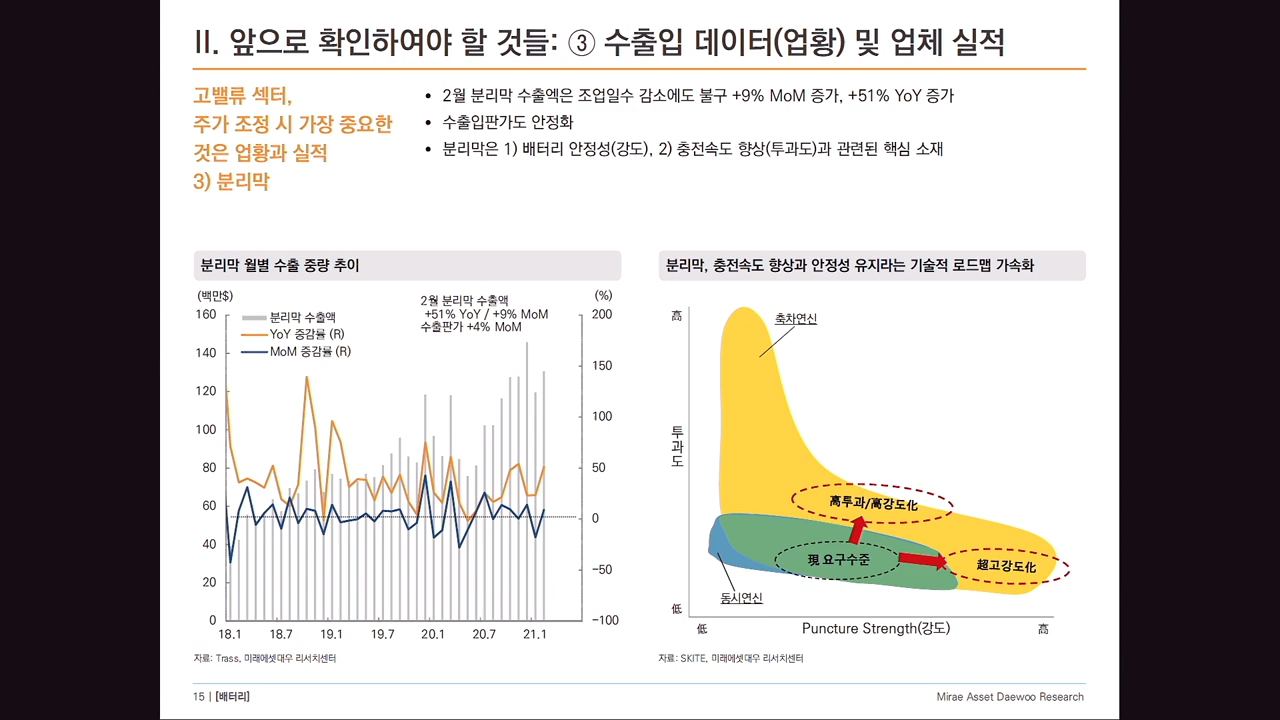 II. 앞으로 확인하여야 할 것들: ③ 수출입 데이터(업황) 및 업체 실적
고밸류 섹터,
주가 조정 시 가장 중요한
것은 업황과 실적
3) 분리막
• 2월 분리막 수출엑은 조업일수 감소에도 불구 +9% MoM 증가, +51% YoY 증가
• 수출입판가도 안정화
• 분리막은 1) 배터리 안정성(강도), 2) 충전속도 향상(투과도)과 관련된 핵심 소재
분리막 월별 수출 중량 추이
(백만$)
(%)
2월 분리막 수출액
+51% YoY / +9% MoM
수출판가 +4% MoM
분리막 수출액
YoY 증감률 (R)
MoM 증감률 (R)
160
140
120
100
80
60
40
20
0
200
150
100
50
0
−50
−100
18.1 18.7 19.1 19.7 20.1 20.7 21.1
자료: Trass, 미래에셋대우 리서치센터
분리막, 충전속도 향상과 안정성 유지라는 기술적 로드맵 가속화
高
투과도
低
축차연신
高투과/高강도化
現 요구수준
超고강도化
동시연신
低
Puncture Strength(강도)
高
자료: SKITE, 미래에셋대우 리서치센터
15 | [배터리]
Mirae Asset Daewoo Research